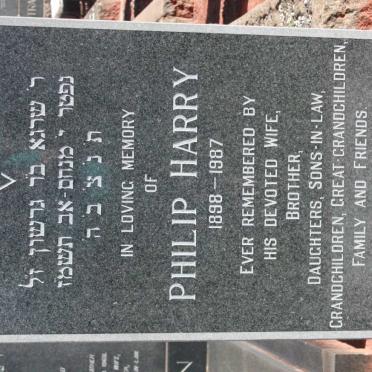 ר' שרגא בר גרשון ז"ל
נפטר י' מנחם-אב תשמז
ת נ צ ב ה
IN LOVING MEMORY
OF
PHILIP HARRY
1898–1987
EVER REMEMBERED BY
HIS DEVOTED WIFE,
BROTHER,
DAUGHTERS, SONS-IN-LAW,
GRANDCHILDREN, GREAT-GRANDCHILDREN,
FAMILY AND FRIENDS